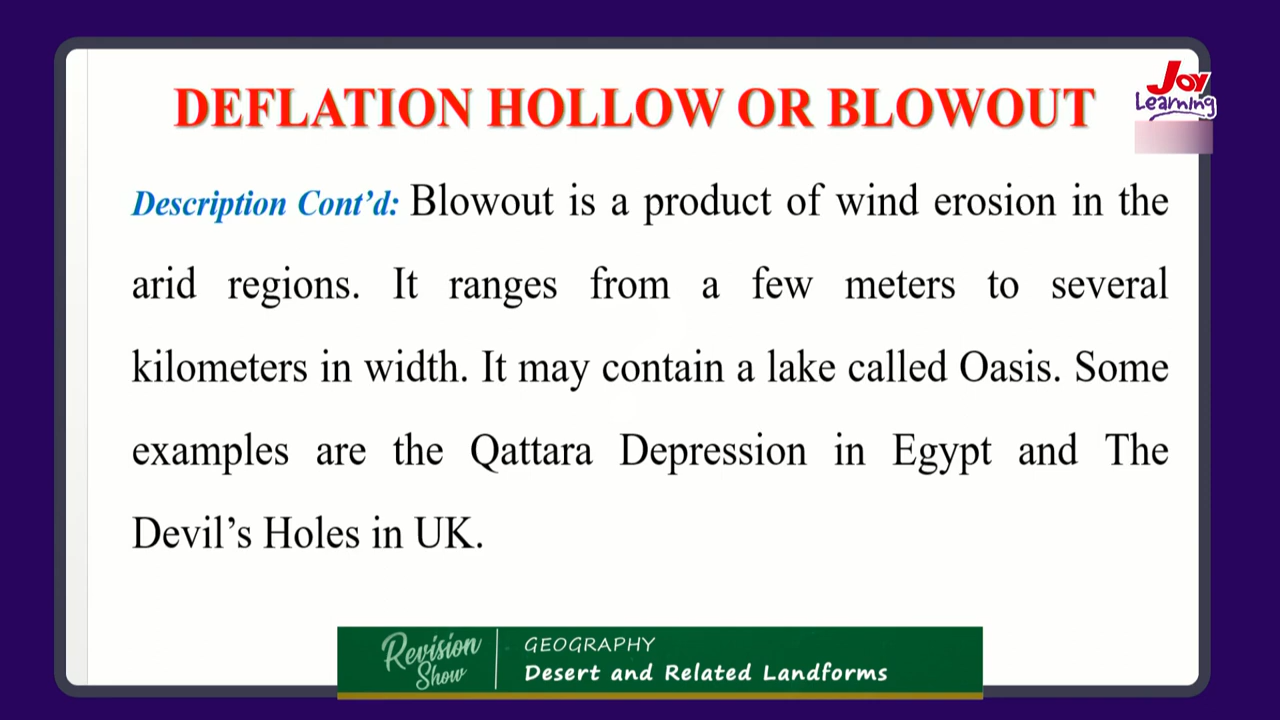 DEFLATION HOLLOW OR BLOWOUT
Joy
Learning
Description Cont’d: Blowout is a product of wind erosion in the
arid regions. It ranges from a few meters to several
kilometers in width. It may contain a lake called Oasis. Some
examples are the Qattara Depression in Egypt and The
Devil’s Holes in UK.
Revision
Show
GEOGRAPHY
Desert and Related Landforms